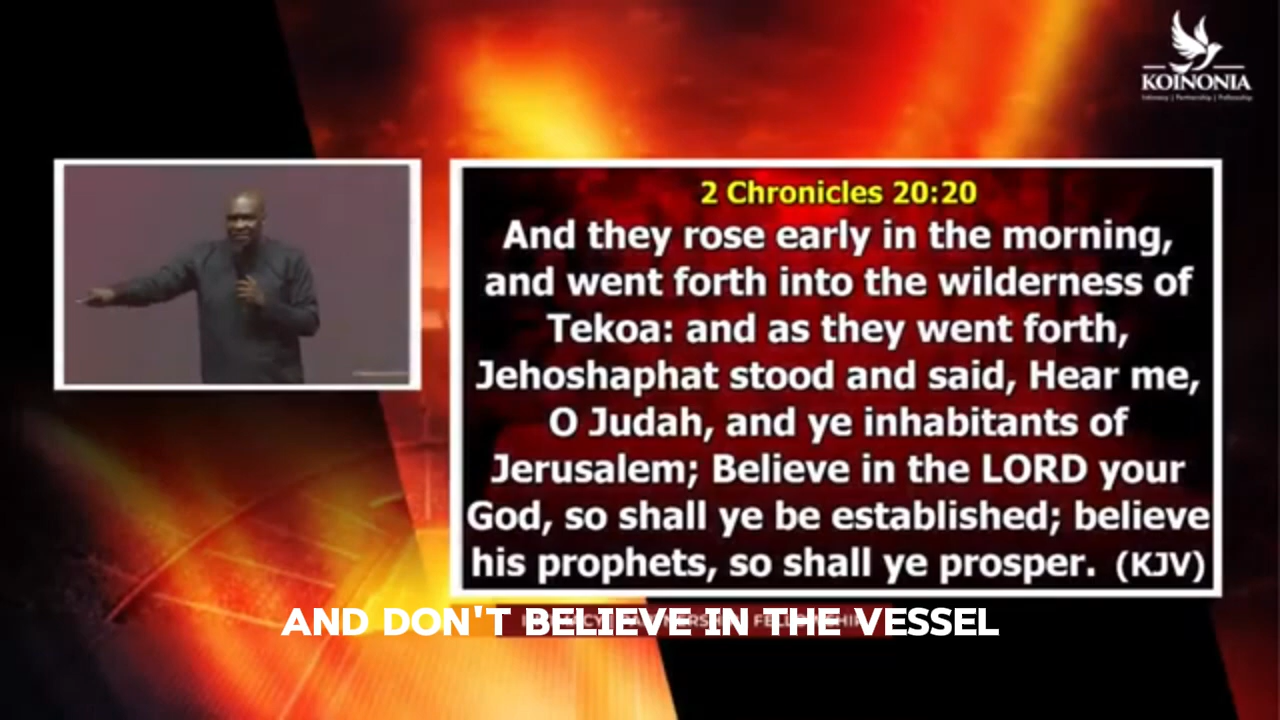 KOINONIA
Intimacy | Partnership | Fellowship
2 Chronicles 20:20
And they rose early in the morning,
and went forth into the wilderness of
Tekoa: and as they went forth,
Jehoshaphat stood and said, Hear me,
O Judah, and ye inhabitants of
Jerusalem; Believe in the LORD your
God, so shall ye be established; believe
his prophets, so shall ye prosper. (KJV)
AND DON'T BELIEVE IN THE VESSEL